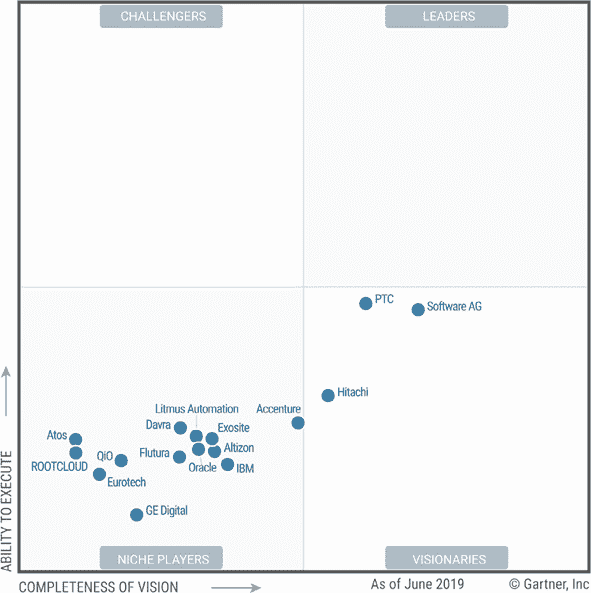 CHALLENGERS
LEADERS
PTC
Software AG
Hitachi
Litmus Automation
Accenture
Davra
Exosite
Atos
Altizon
QiO
Flutura
ROOTCLOUD
Oracle
IBM
Eurotech
GE Digital
ABILITY TO EXECUTE
NICHE PLAYERS
VISIONARIES
COMPLETENESS OF VISION
As of June 2019
© Gartner, Inc